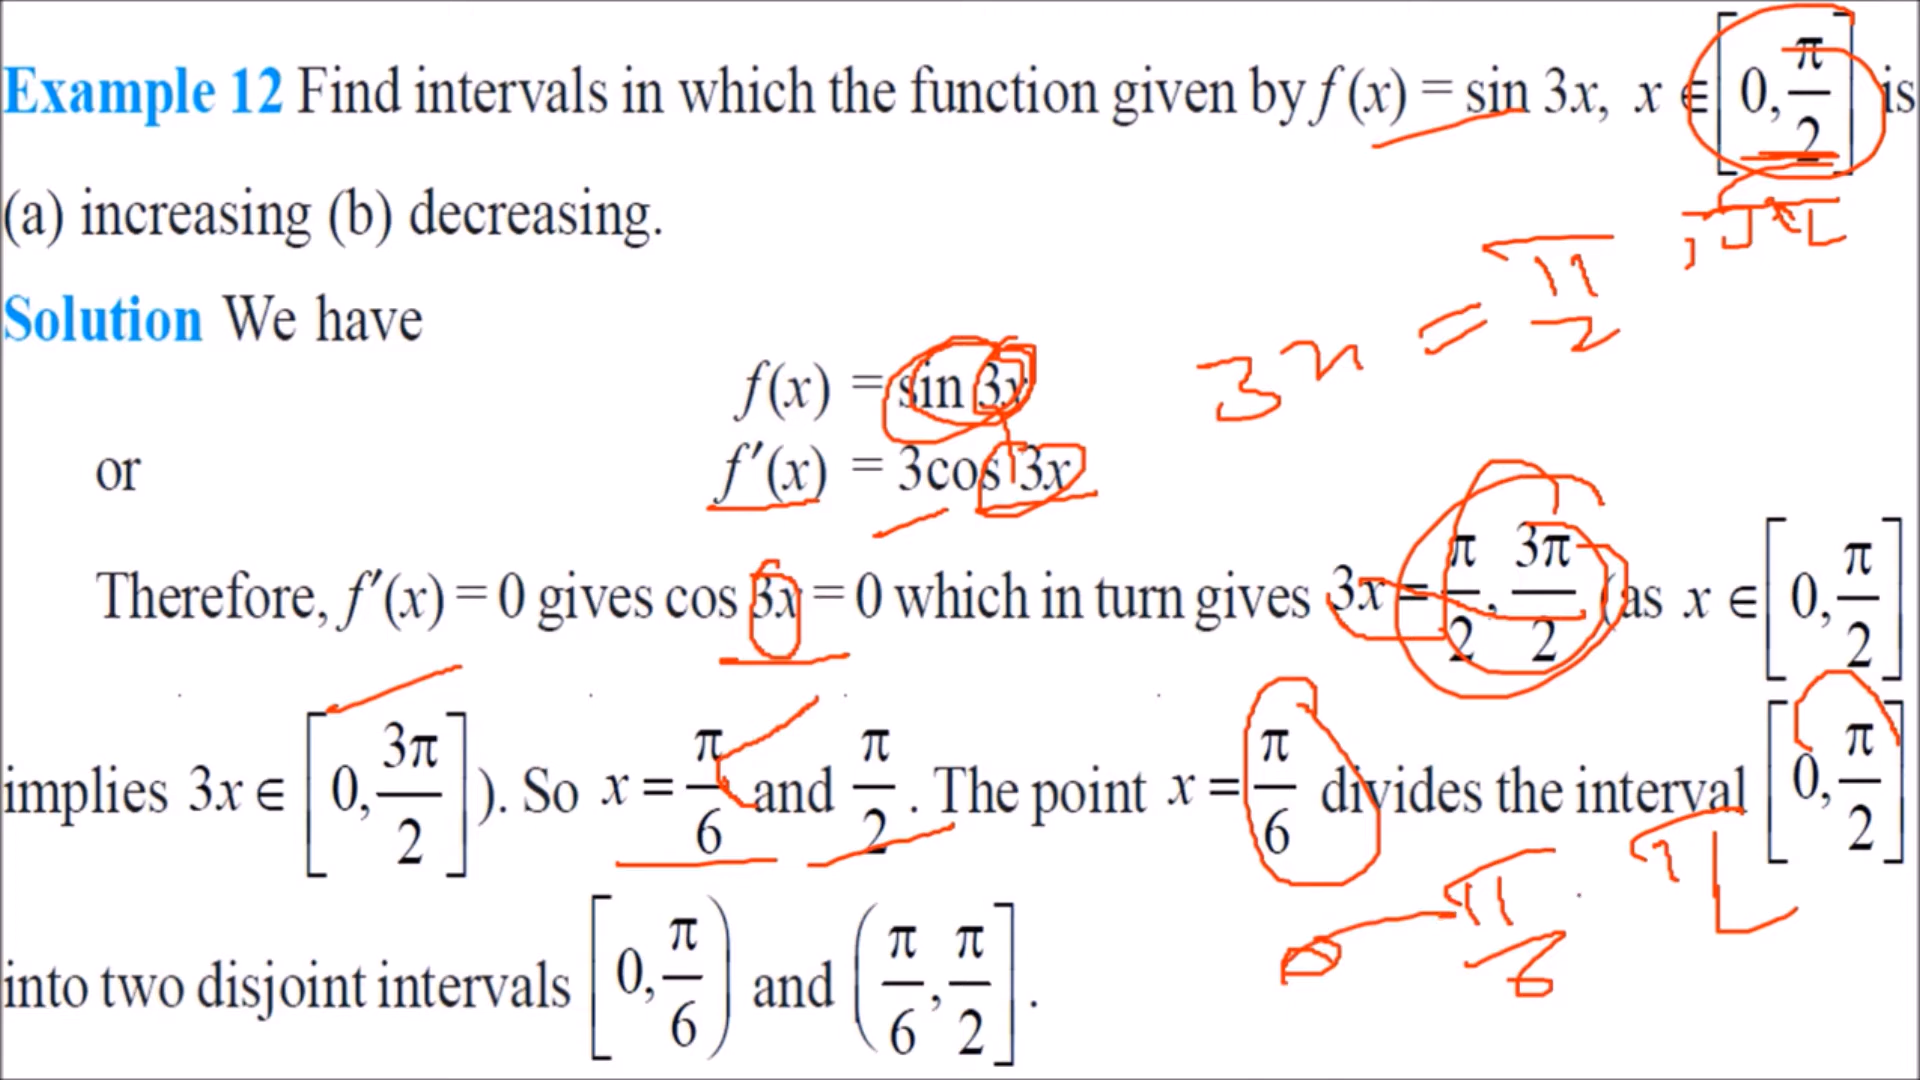 Example 12 Find intervals in which the function given by f (x) = sin 3x, x ∈ [0, π/2] is
(a) increasing (b) decreasing.
Solution We have
f(x) = sin 3x
or f′(x) = 3cos 3x
3x = π/2
Therefore, f′(x) = 0 gives cos 3x = 0 which in turn gives 3x = π/2, 3π/2 (as x ∈ [0, π/2]
implies 3x ∈ [0, 3π/2]). So x = π/6 and π/2. The point x = π/6 divides the interval [0, π/2]
into two disjoint intervals [0, π/6) and (π/6, π/2].
π/6